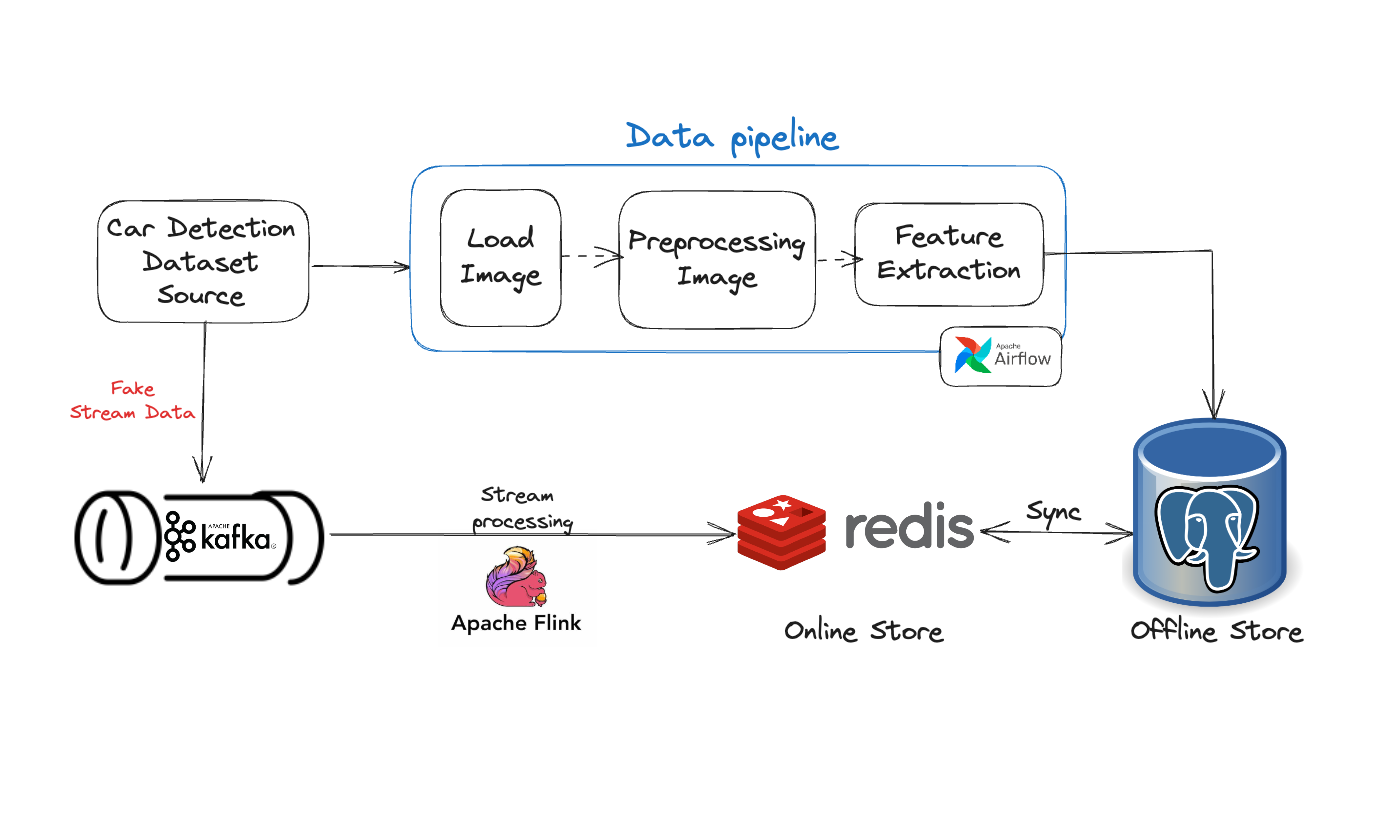 Data pipeline
Car Detection
Dataset
Source
Load
Image
Preprocessing
Image
Feature
Extraction
Apache
Airflow
Fake
Stream Data
APACHE
kafka
Stream
processing
Apache Flink
redis
Sync
Online Store
Offline Store